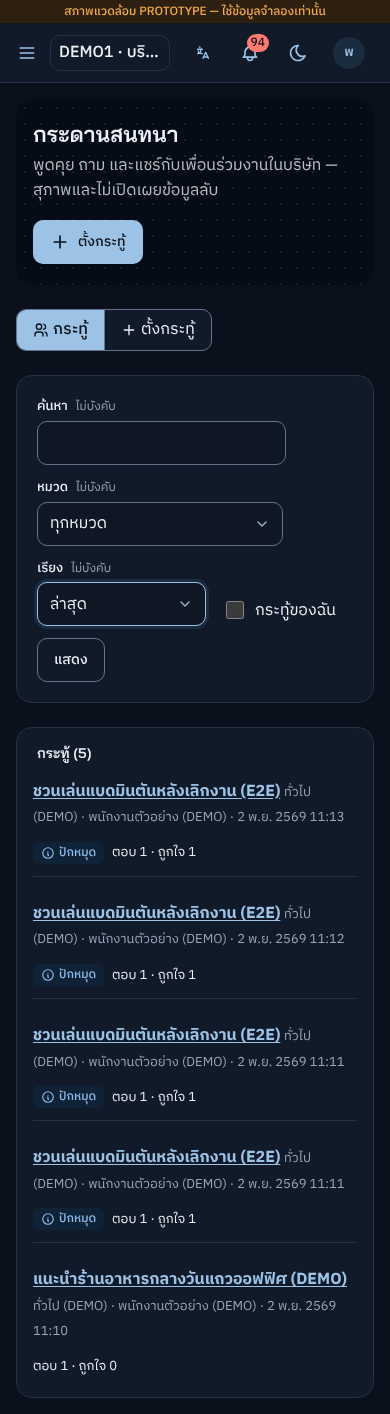 สภาพแวดล้อม PROTOTYPE — ใช้ข้อมูลจำลองเท่านั้น
DEMO1 · บริ...
94
พ
กระดานสนทนา
พูดคุย ถาม และแชร์กับเพื่อนร่วมงานในบริษัท —
สุภาพและไม่เปิดเผยข้อมูลลับ
ตั้งกระทู้
กระทู้
ตั้งกระทู้
ค้นหา ไม่บังคับ
หมวด ไม่บังคับ
ทุกหมวด
เรียง ไม่บังคับ
ล่าสุด
กระทู้ของฉัน
แสดง
กระทู้ (5)
ชวนเล่นแบดมินตันหลังเลิกงาน (E2E) ทั่วไป
(DEMO) · พนักงานตัวอย่าง (DEMO) · 2 พ.ย. 2569 11:13
ปักหมุด ตอบ 1 · ถูกใจ 1
ชวนเล่นแบดมินตันหลังเลิกงาน (E2E) ทั่วไป
(DEMO) · พนักงานตัวอย่าง (DEMO) · 2 พ.ย. 2569 11:12
ปักหมุด ตอบ 1 · ถูกใจ 1
ชวนเล่นแบดมินตันหลังเลิกงาน (E2E) ทั่วไป
(DEMO) · พนักงานตัวอย่าง (DEMO) · 2 พ.ย. 2569 11:11
ปักหมุด ตอบ 1 · ถูกใจ 1
ชวนเล่นแบดมินตันหลังเลิกงาน (E2E) ทั่วไป
(DEMO) · พนักงานตัวอย่าง (DEMO) · 2 พ.ย. 2569 11:11
ปักหมุด ตอบ 1 · ถูกใจ 1
แนะนำร้านอาหารกลางวันแถวออฟฟิศ (DEMO)
ทั่วไป (DEMO) · พนักงานตัวอย่าง (DEMO) · 2 พ.ย. 2569
11:10
ตอบ 1 · ถูกใจ 0